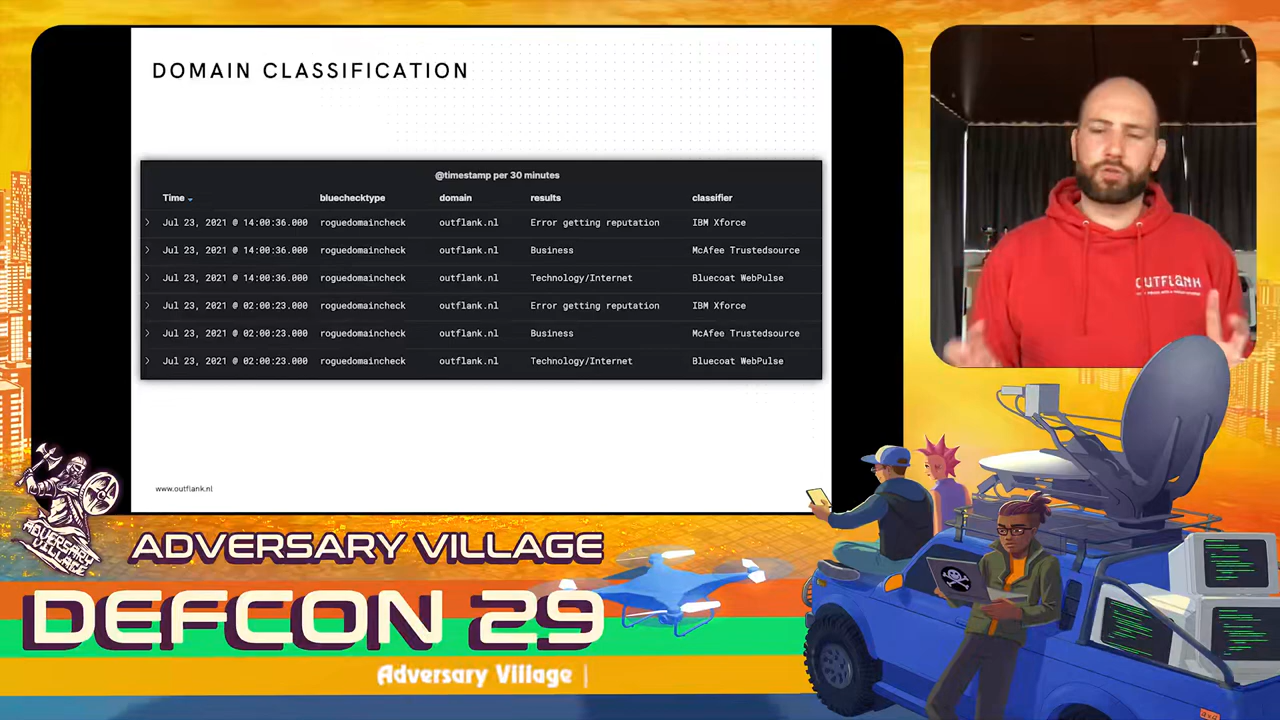 DOMAIN CLASSIFICATION
@timestamp per 30 minutes
Time bluechecktype domain results classifier
Jul 23, 2021 @ 14:00:36.000 roguedomaincheck outflank.nl Error getting reputation IBM Xforce
Jul 23, 2021 @ 14:00:36.000 roguedomaincheck outflank.nl Business McAfee Trustedsource
Jul 23, 2021 @ 14:00:36.000 roguedomaincheck outflank.nl Technology/Internet Bluecoat WebPulse
Jul 23, 2021 @ 02:00:23.000 roguedomaincheck outflank.nl Error getting reputation IBM Xforce
Jul 23, 2021 @ 02:00:23.000 roguedomaincheck outflank.nl Business McAfee Trustedsource
Jul 23, 2021 @ 02:00:23.000 roguedomaincheck outflank.nl Technology/Internet Bluecoat WebPulse
www.outflank.nl
OUTFLANK
ADVERSARY
VILLAGE
ADVERSARY VILLAGE
DEFCON 29
Adversary Village |